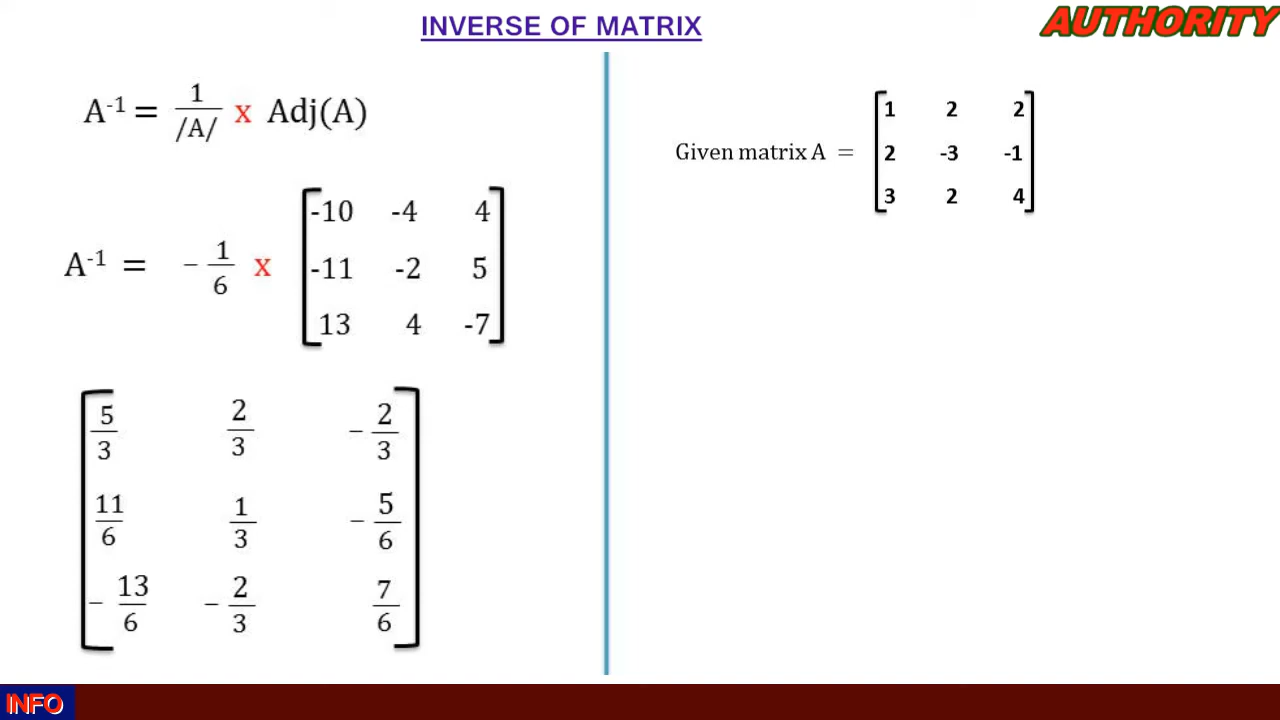 INVERSE OF MATRIX
AUTHORITY
A-1 = 1 / /A/ x Adj(A)
A-1 = - 1/6 x
-10 -4 4
-11 -2 5
13 4 -7
5/3 2/3 - 2/3
11/6 1/3 - 5/6
- 13/6 - 2/3 7/6
Given matrix A =
1 2 2
2 -3 -1
3 2 4
INFO